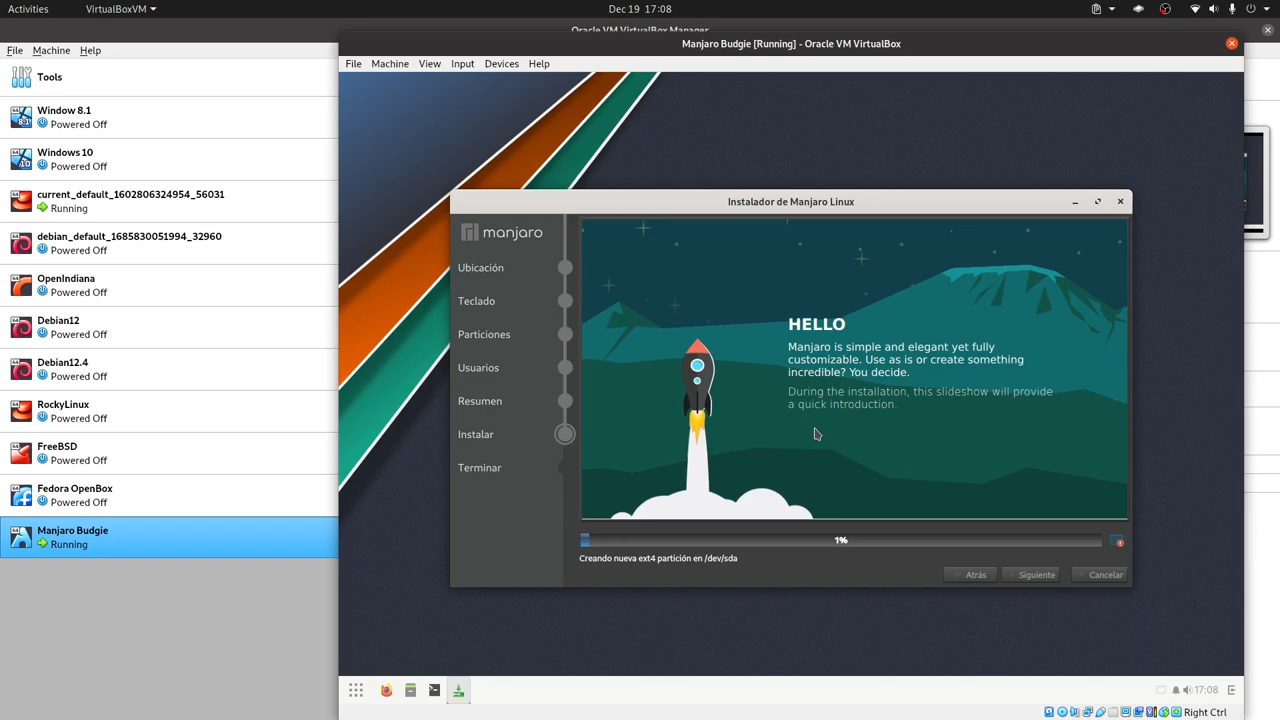 Activities
VirtualBoxVM
Dec 19 17:08
Oracle VM VirtualBox Manager
File Machine Help
Manjaro Budgie [Running] - Oracle VM VirtualBox
File Machine View Input Devices Help
Tools
Window 8.1
Powered Off
Windows 10
Powered Off
current_default_1602806324954_56031
Running
debian_default_1685830051994_32960
Powered Off
OpenIndiana
Powered Off
Debian12
Powered Off
Debian12.4
Powered Off
RockyLinux
Powered Off
FreeBSD
Powered Off
Fedora OpenBox
Powered Off
Manjaro Budgie
Running
Instalador de Manjaro Linux
manjaro
Ubicación
Teclado
Particiones
Usuarios
Resumen
Instalar
Terminar
HELLO
Manjaro is simple and elegant yet fully
customizable. Use as is or create something
incredible? You decide.
During the installation, this slideshow will provide
a quick introduction.
1%
Creando nueva ext4 partición en /dev/sda
Atrás Siguiente Cancelar
17:08
Right Ctrl